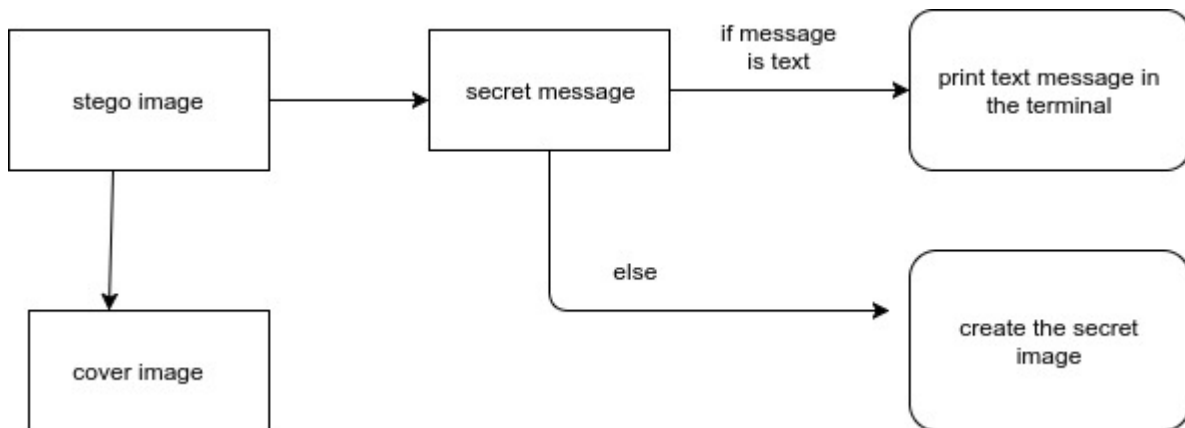 stego image
secret message
if message
is text
print text message in
the terminal
else
cover image
create the secret
image